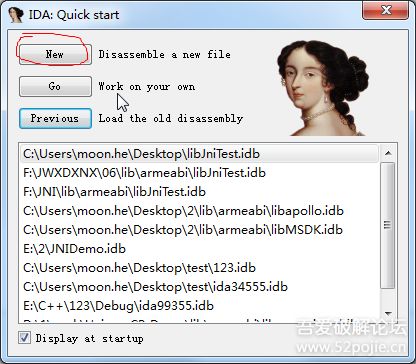 IDA: Quick start
New Disassemble a new file
Go Work on your own
Previous Load the old disassembly
C:\Users\moon.he\Desktop\libJniTest.idb
F:\JWXDXNX\06\lib\armeabi\libJniTest.idb
F:\JNI\lib\armeabi\libJniTest.idb
C:\Users\moon.he\Desktop\2\lib\armeabi\libapollo.idb
C:\Users\moon.he\Desktop\2\lib\armeabi\libMSDK.idb
E:\2\JNIDemo.idb
C:\Users\moon.he\Desktop\test\123.idb
C:\Users\moon.he\Desktop\test\ida34555.idb
E:\C++\123\Debug\ida99355.idb
Display at startup
吾爱破解论坛
www.52pojie.cn